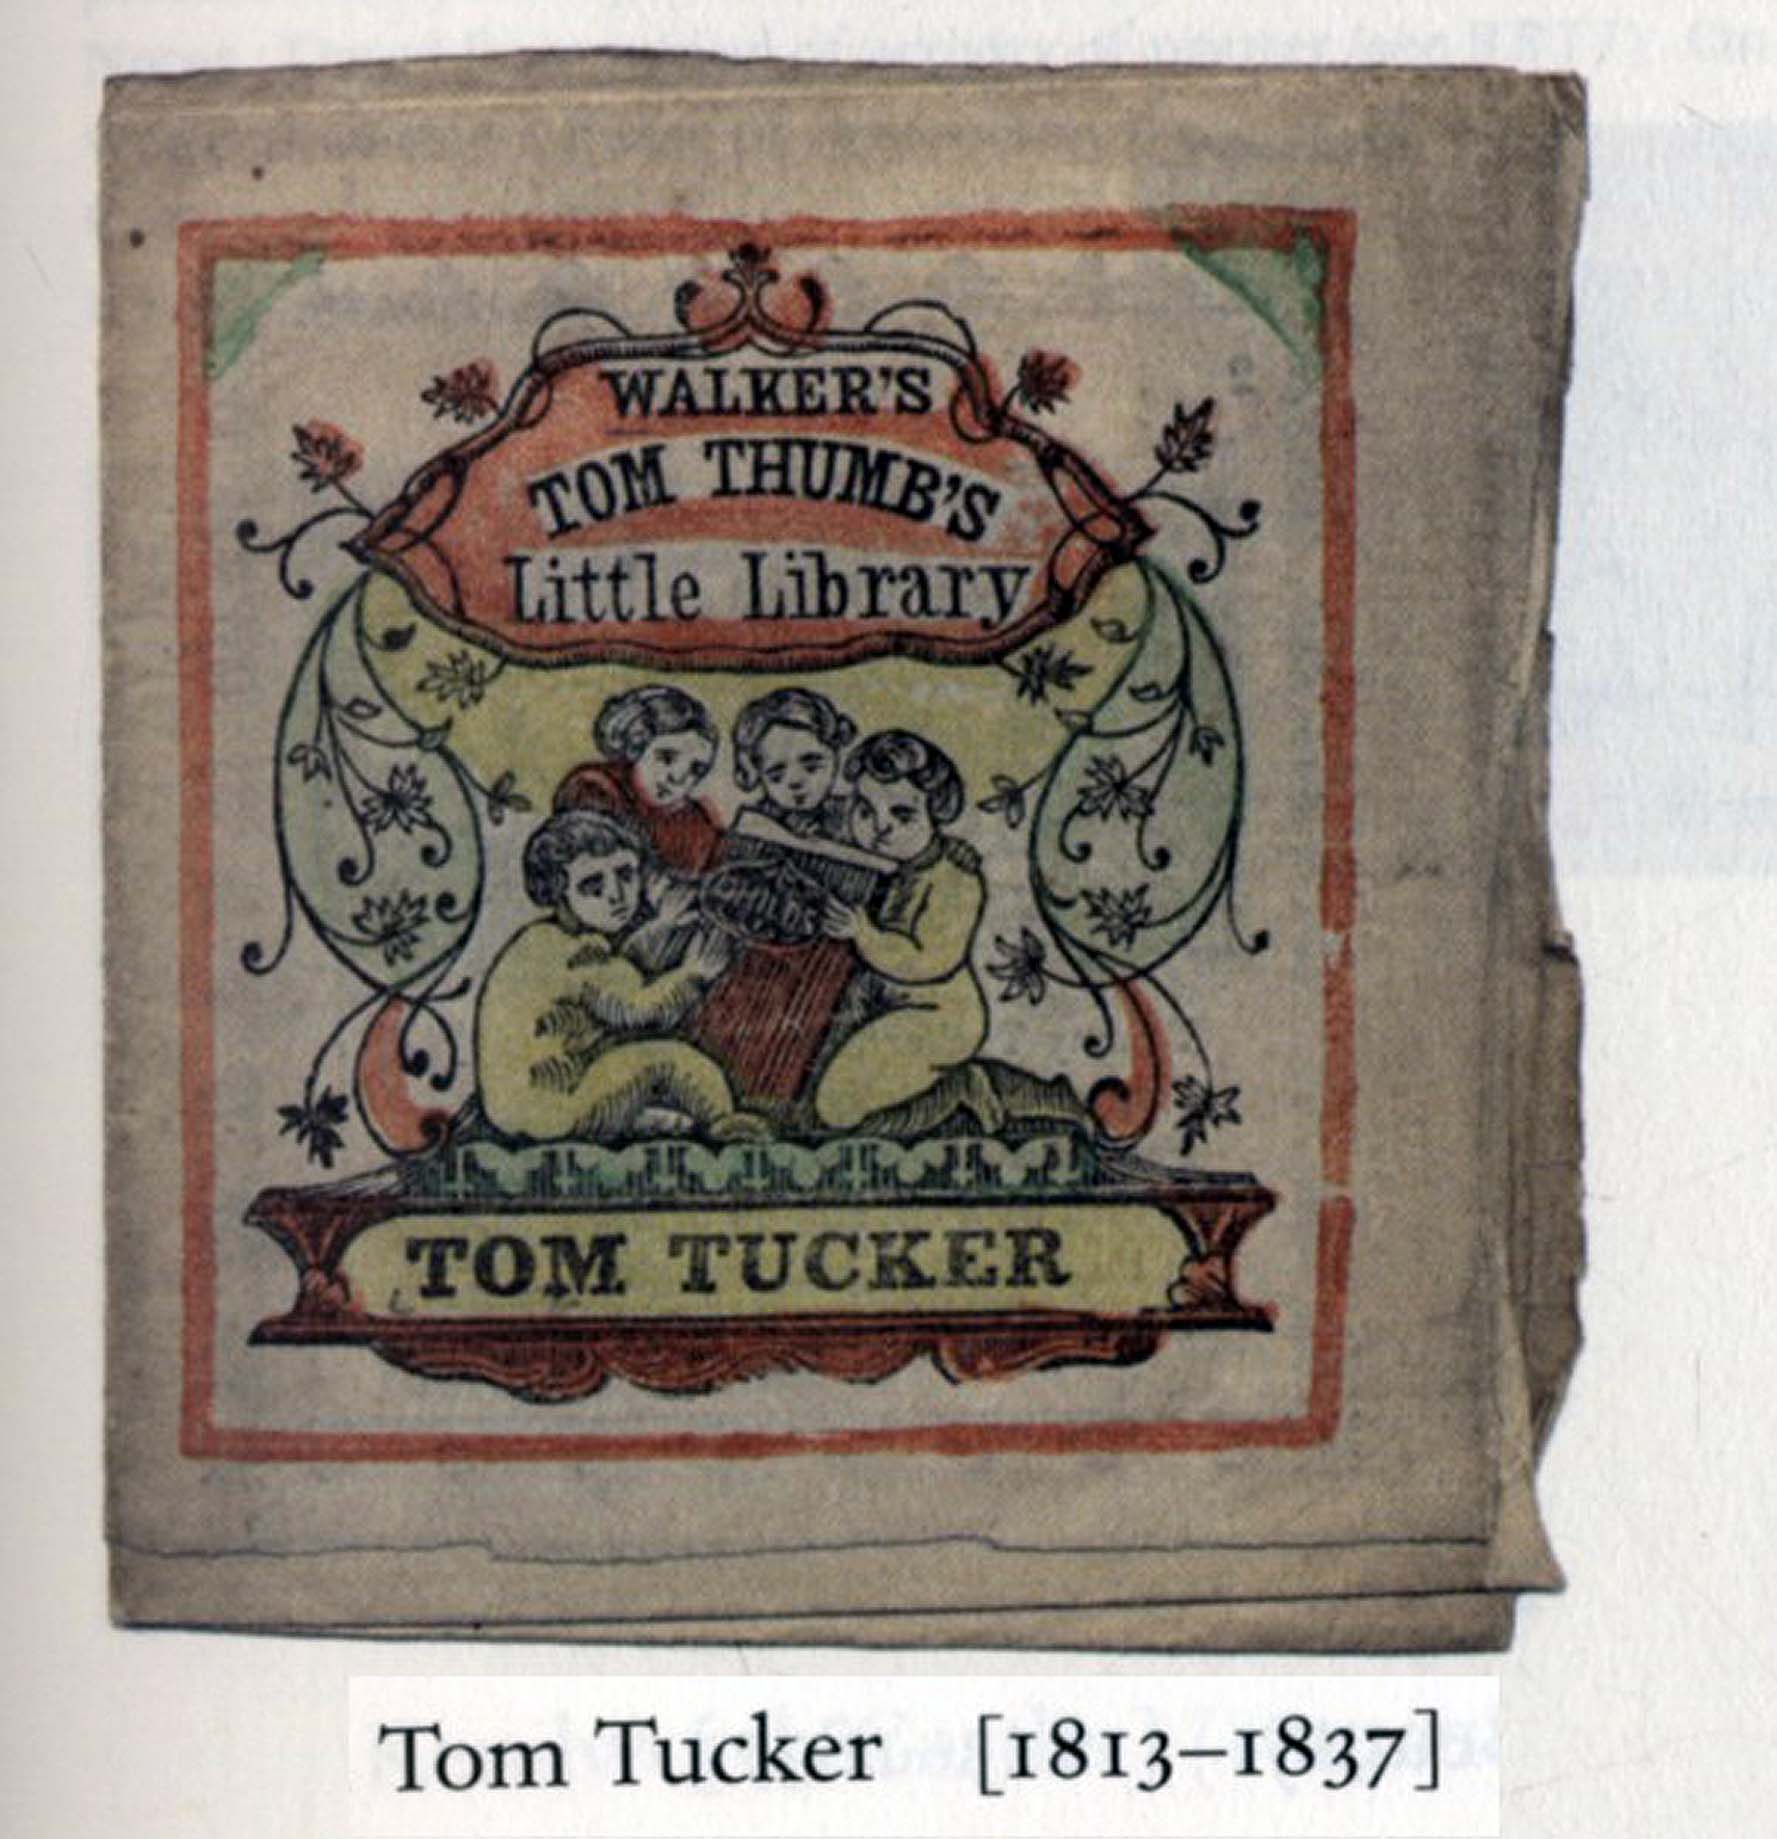 WALKER'S
TOM THUMB'S
Little Library
TOM TUCKER
Tom Tucker [1813–1837]